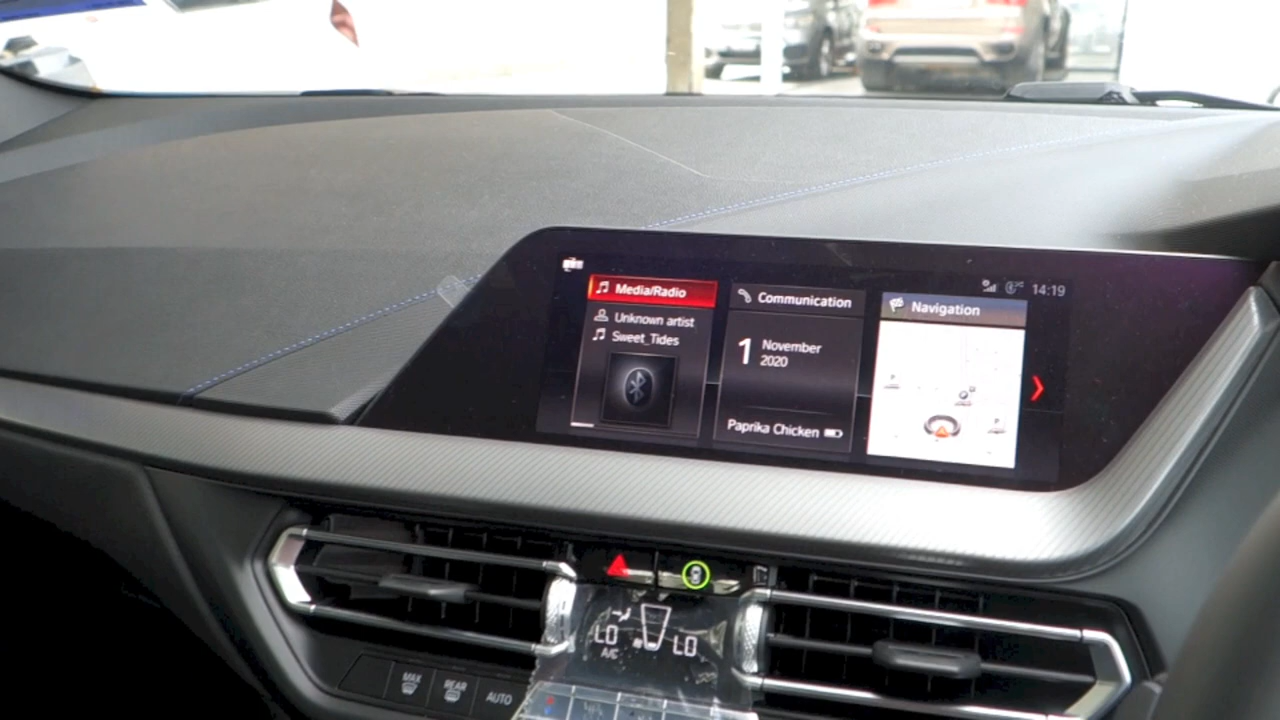 14:19
Media/Radio
Unknown artist
Sweet_Tides
Communication
1 November
2020
Paprika Chicken
Navigation
LO
A/C
LO
MAX
REAR
AUTO